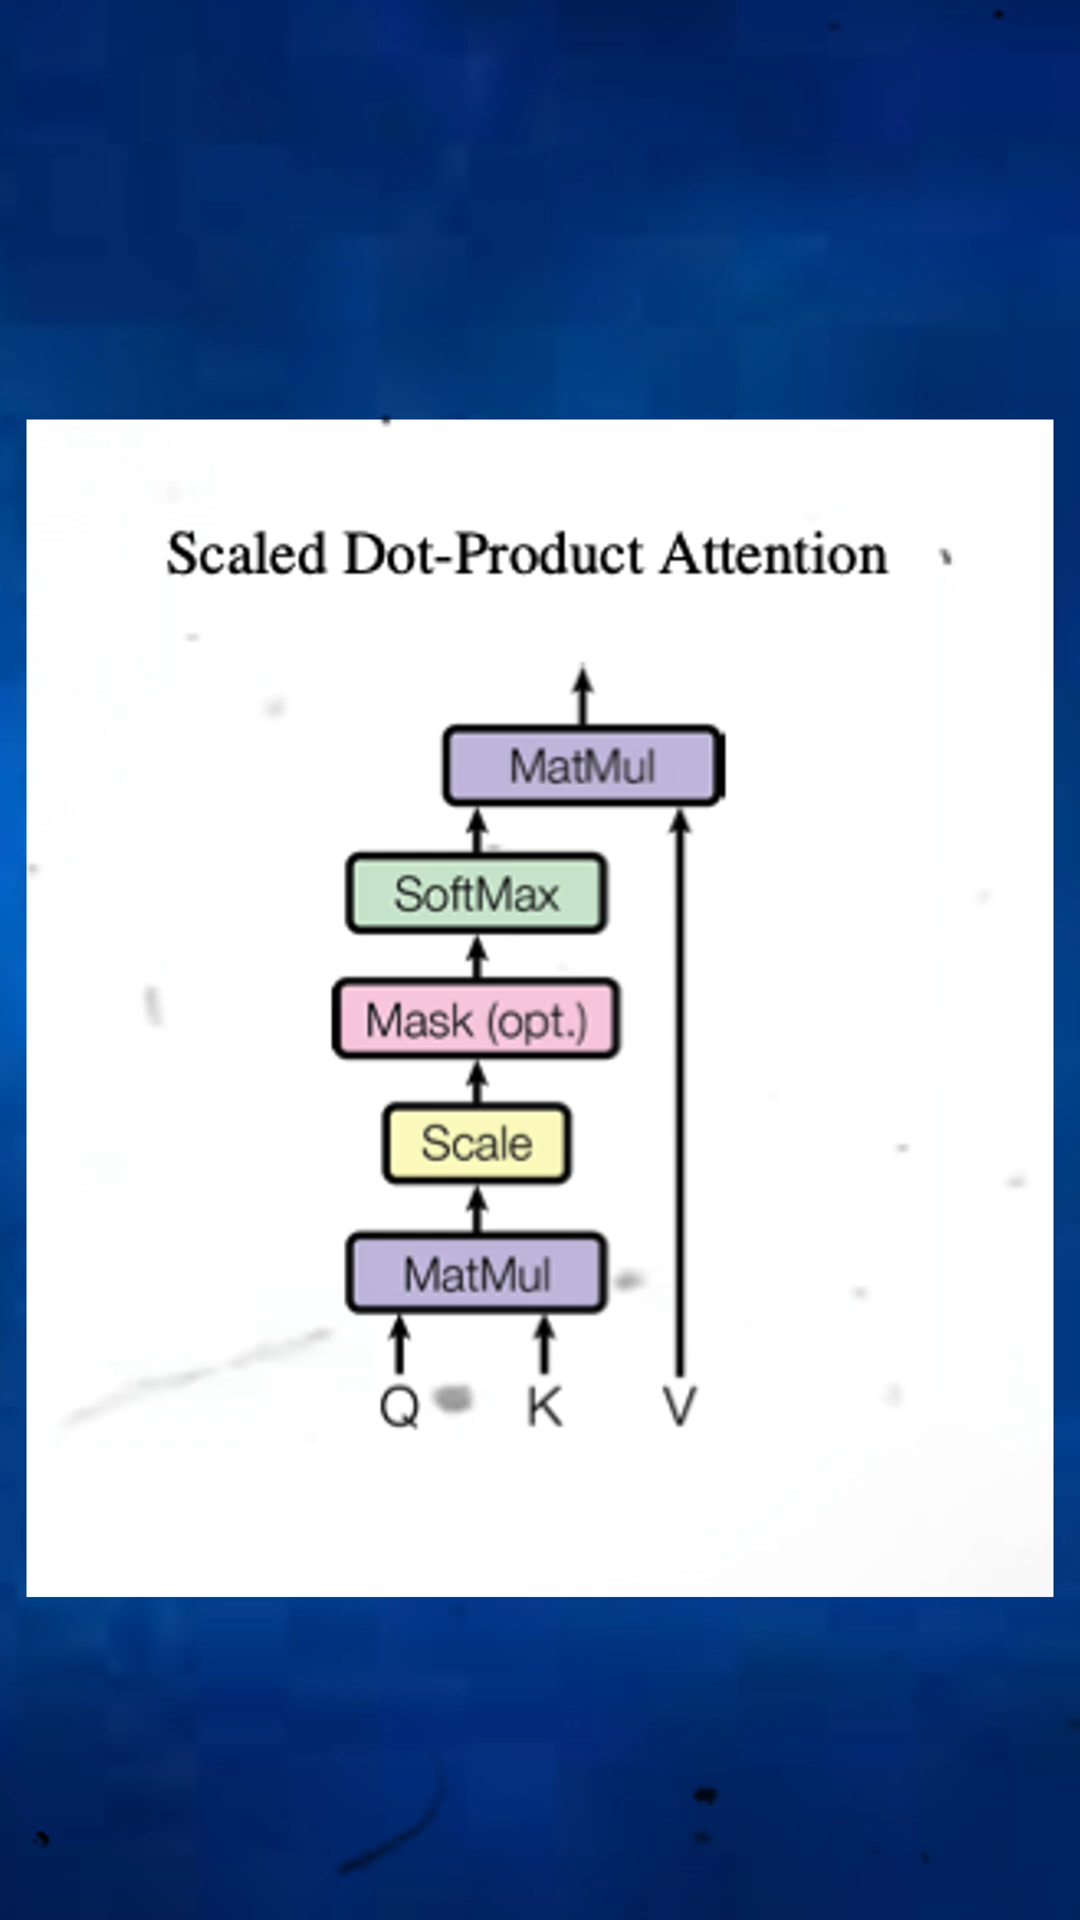 Scaled Dot-Product Attention
MatMul
SoftMax
Mask (opt.)
Scale
MatMul
Q K V